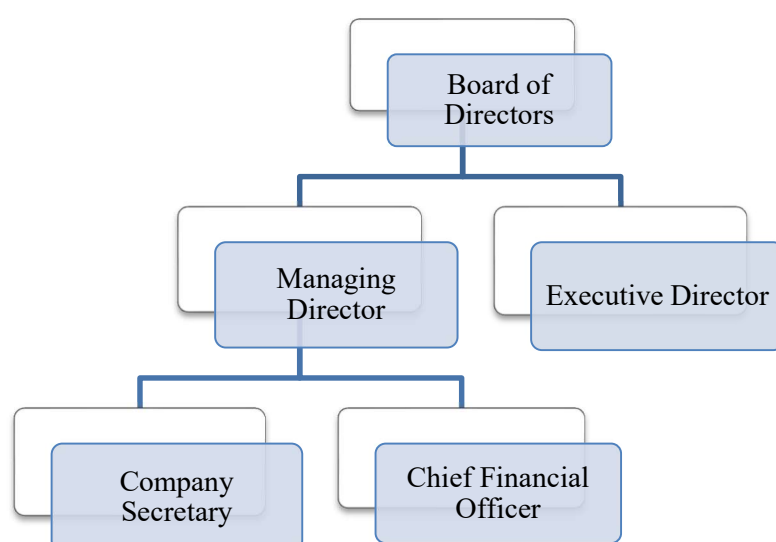 Board of
Directors
Managing
Director
Executive Director
Company
Secretary
Chief Financial
Officer